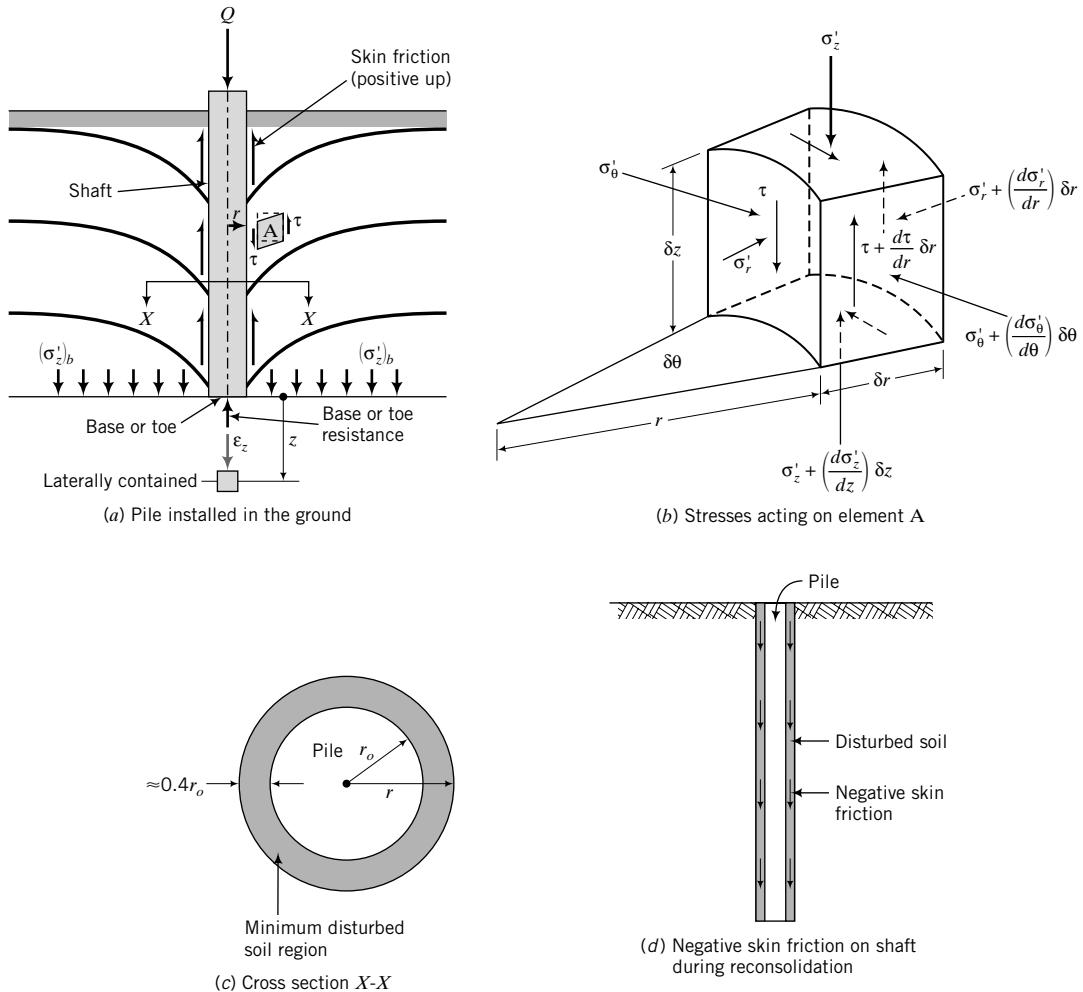 Q
Skin friction
(positive up)
Shaft
r
A
τ
τ
X
X
(σ′z)b
(σ′z)b
Base or toe
Base or toe
resistance
εz
z
Laterally contained
(a) Pile installed in the ground
σ′z
σ′θ
τ
σ′r + (dσ′r/dr) δr
δz
σ′r
τ + dτ/dr δr
σ′θ + (dσ′θ/dθ) δθ
δθ
δr
r
σ′z + (dσ′z/dz) δz
(b) Stresses acting on element A
Pile
ro
≈0.4ro
r
Minimum disturbed
soil region
(c) Cross section X-X
Pile
Disturbed soil
Negative skin
friction
(d) Negative skin friction on shaft
during reconsolidation